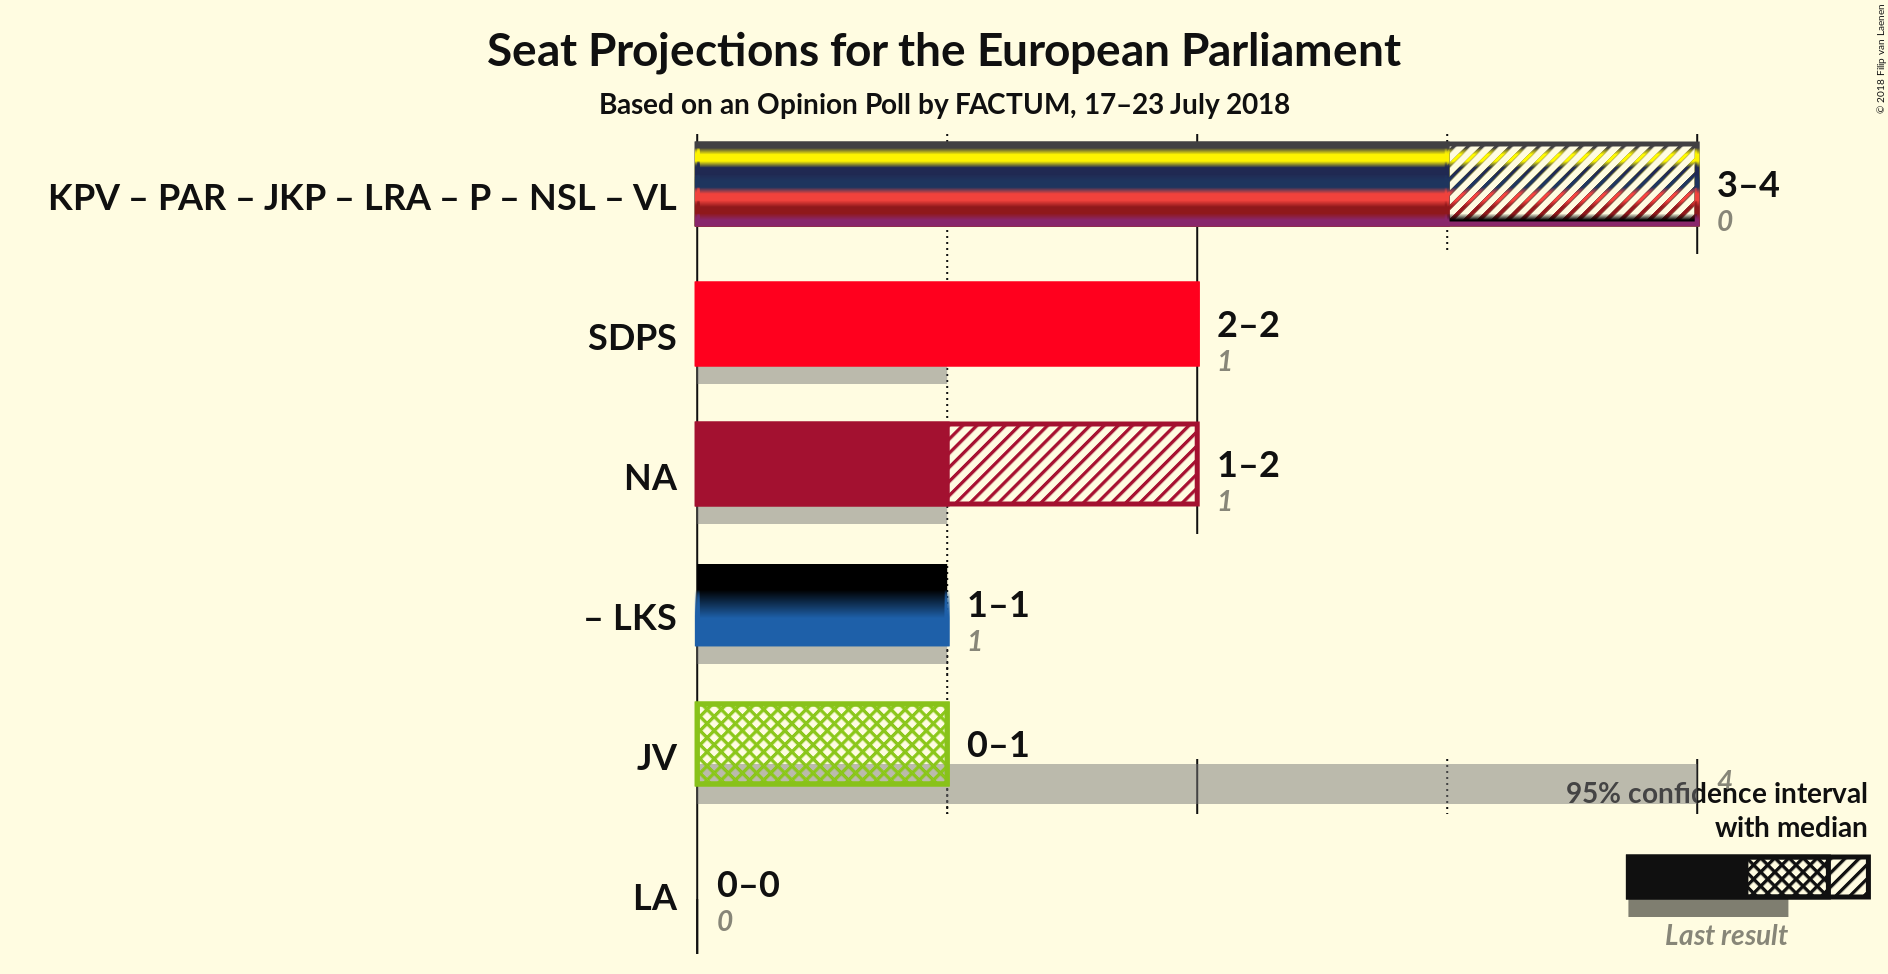 Seat Projections for the European Parliament
Based on an Opinion Poll by FACTUM, 17–23 July 2018
© 2018 Filip van Laenen
KPV – PAR – JKP – LRA – P – NSL – VL
3–4
0
SDPS
2–2
1
NA
1–2
1
– LKS
1–1
1
JV
0–1
4
95% confidence interval
with median
LA
0–0
0
Last result